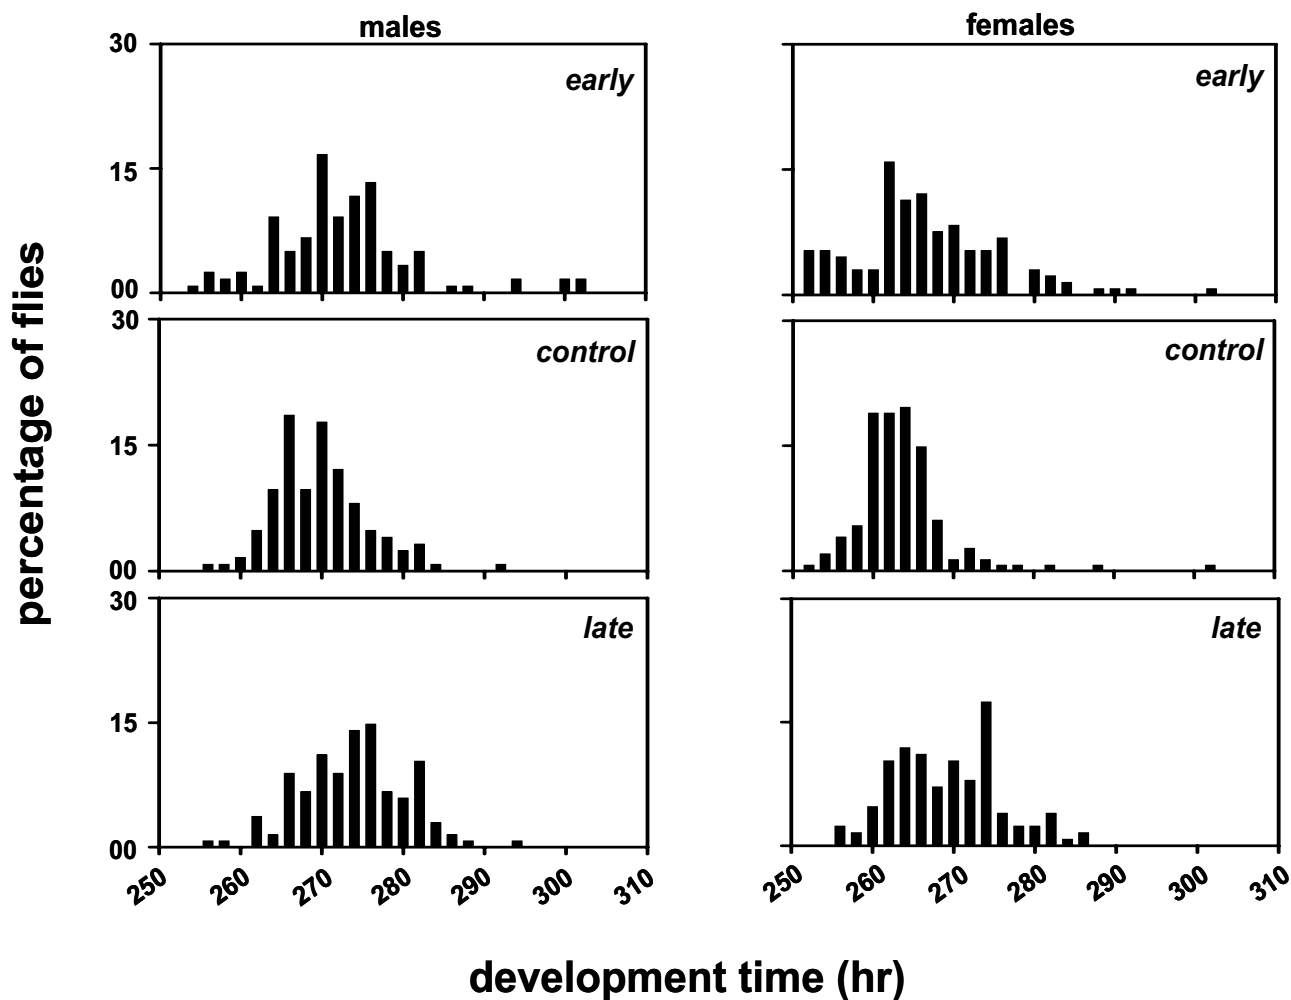 males
females
30
early
early
15
00
30
control
control
15
00
30
late
late
15
00
250 260 270 280 290 300 310
250 260 270 280 290 300 310
percentage of flies
development time (hr)